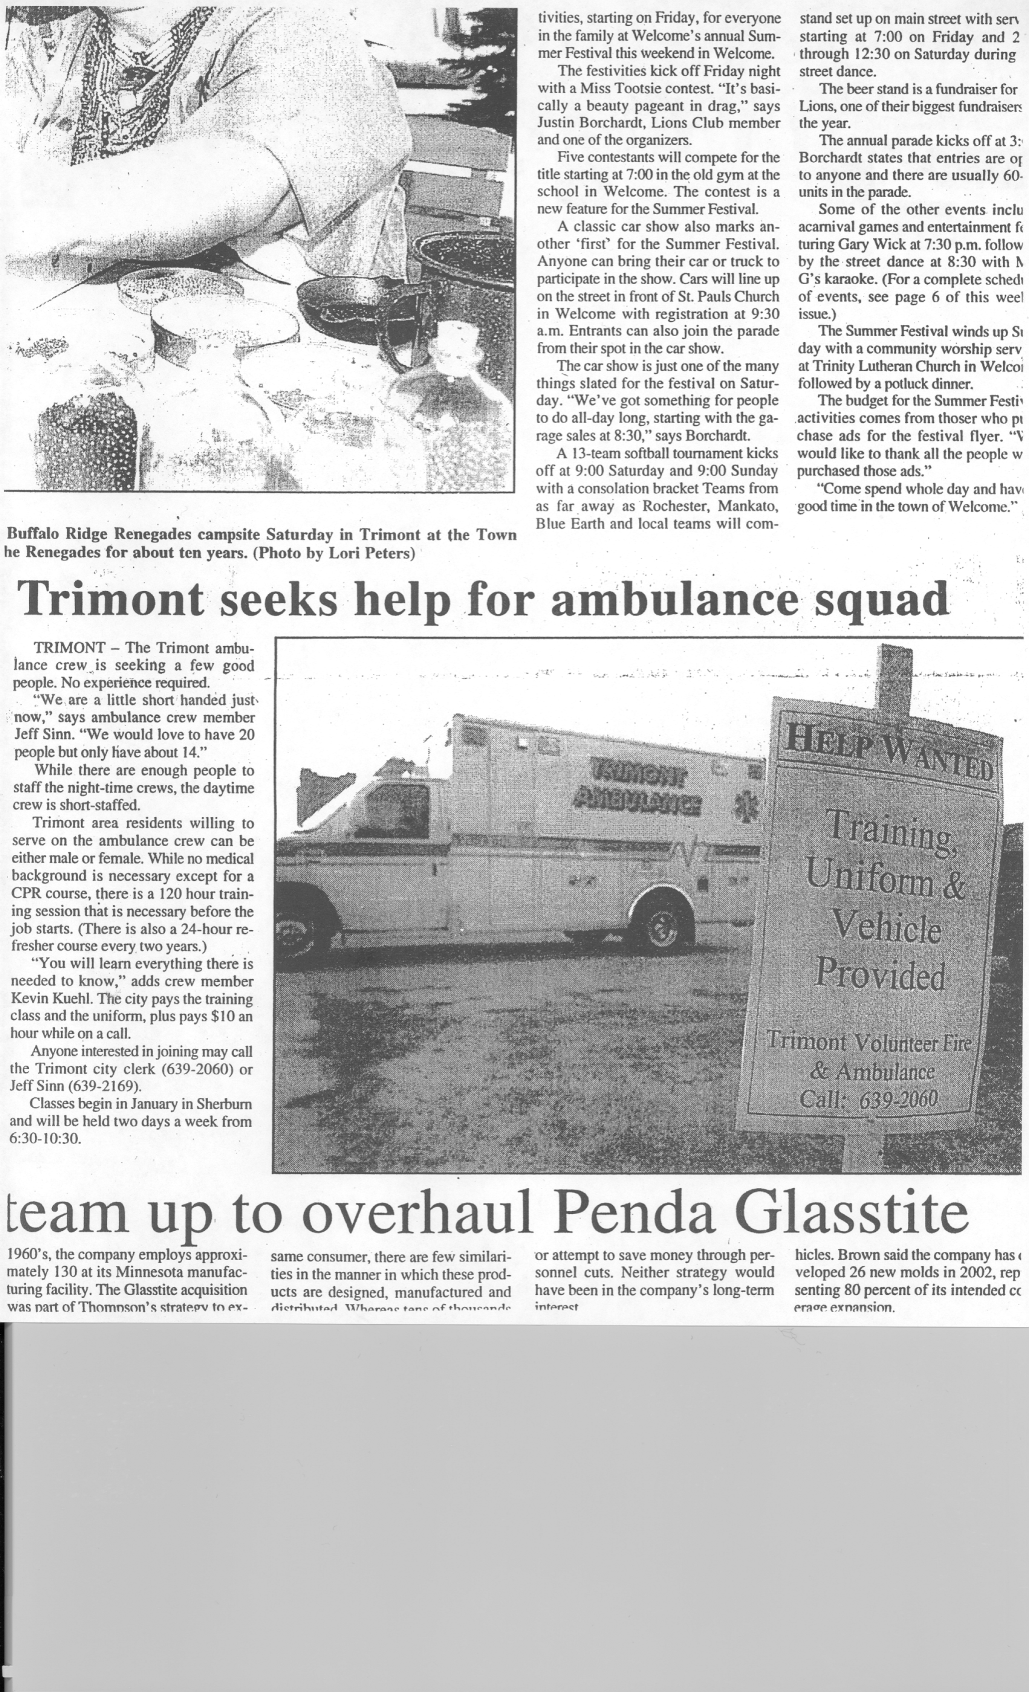 tivities, starting on Friday, for everyone
in the family at Welcome's annual Sum-
mer Festival this weekend in Welcome.
The festivities kick off Friday night
with a Miss Tootsie contest. "It's basi-
cally a beauty pageant in drag," says
Justin Borchardt, Lions Club member
and one of the organizers.
Five contestants will compete for the
title starting at 7:00 in the old gym at the
school in Welcome. The contest is a
new feature for the Summer Festival.
A classic car show also marks an-
other 'first' for the Summer Festival.
Anyone can bring their car or truck to
participate in the show. Cars will line up
on the street in front of St. Pauls Church
in Welcome with registration at 9:30
a.m. Entrants can also join the parade
from their spot in the car show.
The car show is just one of the many
things slated for the festival on Satur-
day. "We've got something for people
to do all-day long, starting with the ga-
rage sales at 8:30," says Borchardt.
A 13-team softball tournament kicks
off at 9:00 Saturday and 9:00 Sunday
with a consolation bracket Teams from
as far away as Rochester, Mankato,
Blue Earth and local teams will com-
stand set up on main street with serv
starting at 7:00 on Friday and 2
through 12:30 on Saturday during
street dance.
The beer stand is a fundraiser for
Lions, one of their biggest fundraisers
the year.
The annual parade kicks off at 3:
Borchardt states that entries are op
to anyone and there are usually 60-
units in the parade.
Some of the other events inclu
acarnival games and entertainment fe
turing Gary Wick at 7:30 p.m. follow
by the street dance at 8:30 with M
G's karaoke. (For a complete schedu
of events, see page 6 of this weel
issue.)
The Summer Festival winds up Su
day with a community worship serv
at Trinity Lutheran Church in Welcoi
followed by a potluck dinner.
The budget for the Summer Festiv
activities comes from thoser who pu
chase ads for the festival flyer. "V
would like to thank all the people w
purchased those ads."
"Come spend whole day and have
good time in the town of Welcome."
Buffalo Ridge Renegades campsite Saturday in Trimont at the Town
he Renegades for about ten years. (Photo by Lori Peters)
Trimont seeks help for ambulance squad
TRIMONT – The Trimont ambu-
lance crew is seeking a few good
people. No experience required.
"We are a little short handed just
now," says ambulance crew member
Jeff Sinn. "We would love to have 20
people but only have about 14."
While there are enough people to
staff the night-time crews, the daytime
crew is short-staffed.
Trimont area residents willing to
serve on the ambulance crew can be
either male or female. While no medical
background is necessary except for a
CPR course, there is a 120 hour train-
ing session that is necessary before the
job starts. (There is also a 24-hour re-
fresher course every two years.)
"You will learn everything there is
needed to know," adds crew member
Kevin Kuehl. The city pays the training
class and the uniform, plus pays $10 an
hour while on a call.
Anyone interested in joining may call
the Trimont city clerk (639-2060) or
Jeff Sinn (639-2169).
Classes begin in January in Sherburn
and will be held two days a week from
6:30-10:30.
TRIMONT
AMBULANCE
HELP WANTED
Training,
Uniform &
Vehicle
Provided
Trimont Volunteer Fire
& Ambulance
Call: 639-2060
team up to overhaul Penda Glasstite
1960's, the company employs approxi-
mately 130 at its Minnesota manufac-
turing facility. The Glasstite acquisition
was part of Thompson's strategy to ex-
same consumer, there are few similari-
ties in the manner in which these prod-
ucts are designed, manufactured and
distributed. Whereas tens of thousands
or attempt to save money through per-
sonnel cuts. Neither strategy would
have been in the company's long-term
interest
hicles. Brown said the company has
veloped 26 new molds in 2002, rep
senting 80 percent of its intended co
erage expansion.